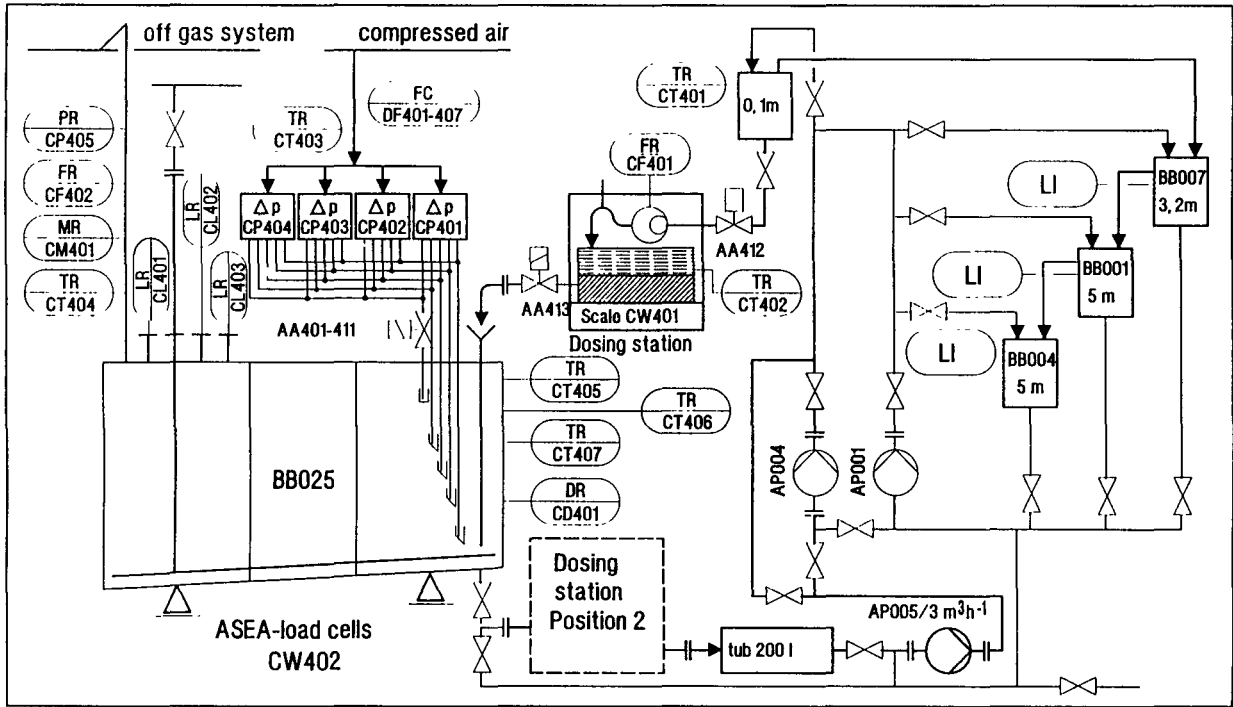 off gas system
compressed air
PR
CP405
FR
CF402
MR
CM401
TR
CT404
LR
CL401
LR
CL402
LR
CL403
TR
CT403
FC
DF401-407
Δp
CP404
Δp
CP403
Δp
CP402
Δp
CP401
AA401-411
TR
CT401
0,1m
FR
CF401
AA412
AA413
Scale CW401
Dosing station
TR
CT402
LI
BB007
3,2m
LI
BB001
5 m
LI
BB004
5 m
TR
CT405
TR
CT406
TR
CT407
DR
CD401
BB025
AP004
AP001
ASEA-load cells
CW402
Dosing
station
Position 2
tub 200 l
AP005/3 m³h⁻¹